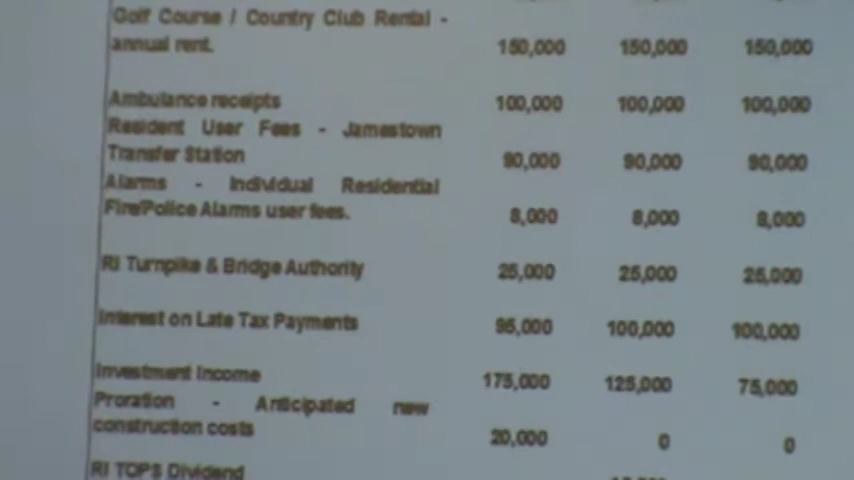 Golf Course / Country Club Rental -
annual rent. 150,000 150,000 150,000
Ambulance receipts 100,000 100,000 100,000
Resident User Fees - Jamestown
Transfer Station 90,000 90,000 90,000
Alarms - Individual Residential
Fire/Police Alarms user fees. 8,000 8,000 8,000
RI Turnpike & Bridge Authority 25,000 25,000 25,000
Interest on Late Tax Payments 95,000 100,000 100,000
Investment Income 175,000 125,000 75,000
Proration - Anticipated new
construction costs 20,000 0 0
RI TOPS Dividend